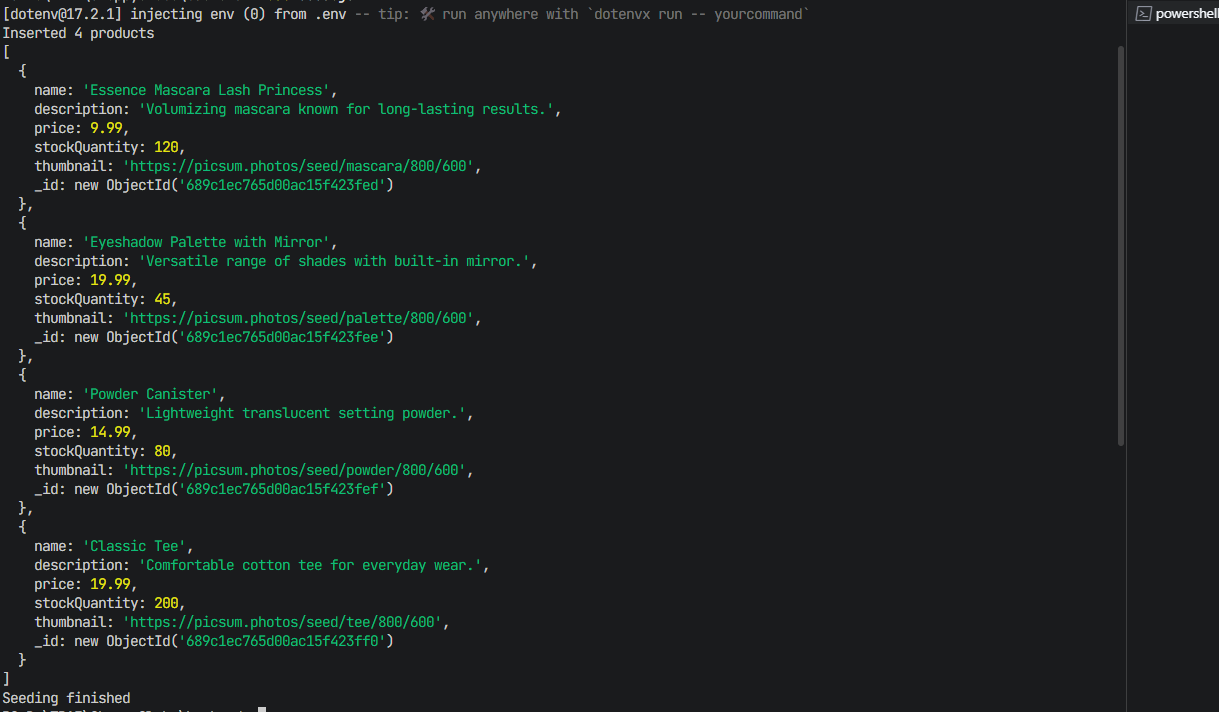 [dotenv@17.2.1] injecting env (0) from .env -- tip: 🛠 run anywhere with `dotenvx run -- yourcommand`
Inserted 4 products
[
  {
    name: 'Essence Mascara Lash Princess',
    description: 'Volumizing mascara known for long-lasting results.',
    price: 9.99,
    stockQuantity: 120,
    thumbnail: 'https://picsum.photos/seed/mascara/800/600',
    _id: new ObjectId('689c1ec765d00ac15f423fed')
  },
  {
    name: 'Eyeshadow Palette with Mirror',
    description: 'Versatile range of shades with built-in mirror.',
    price: 19.99,
    stockQuantity: 45,
    thumbnail: 'https://picsum.photos/seed/palette/800/600',
    _id: new ObjectId('689c1ec765d00ac15f423fee')
  },
  {
    name: 'Powder Canister',
    description: 'Lightweight translucent setting powder.',
    price: 14.99,
    stockQuantity: 80,
    thumbnail: 'https://picsum.photos/seed/powder/800/600',
    _id: new ObjectId('689c1ec765d00ac15f423fef')
  },
  {
    name: 'Classic Tee',
    description: 'Comfortable cotton tee for everyday wear.',
    price: 19.99,
    stockQuantity: 200,
    thumbnail: 'https://picsum.photos/seed/tee/800/600',
    _id: new ObjectId('689c1ec765d00ac15f423ff0')
  }
]
Seeding finished
powershell